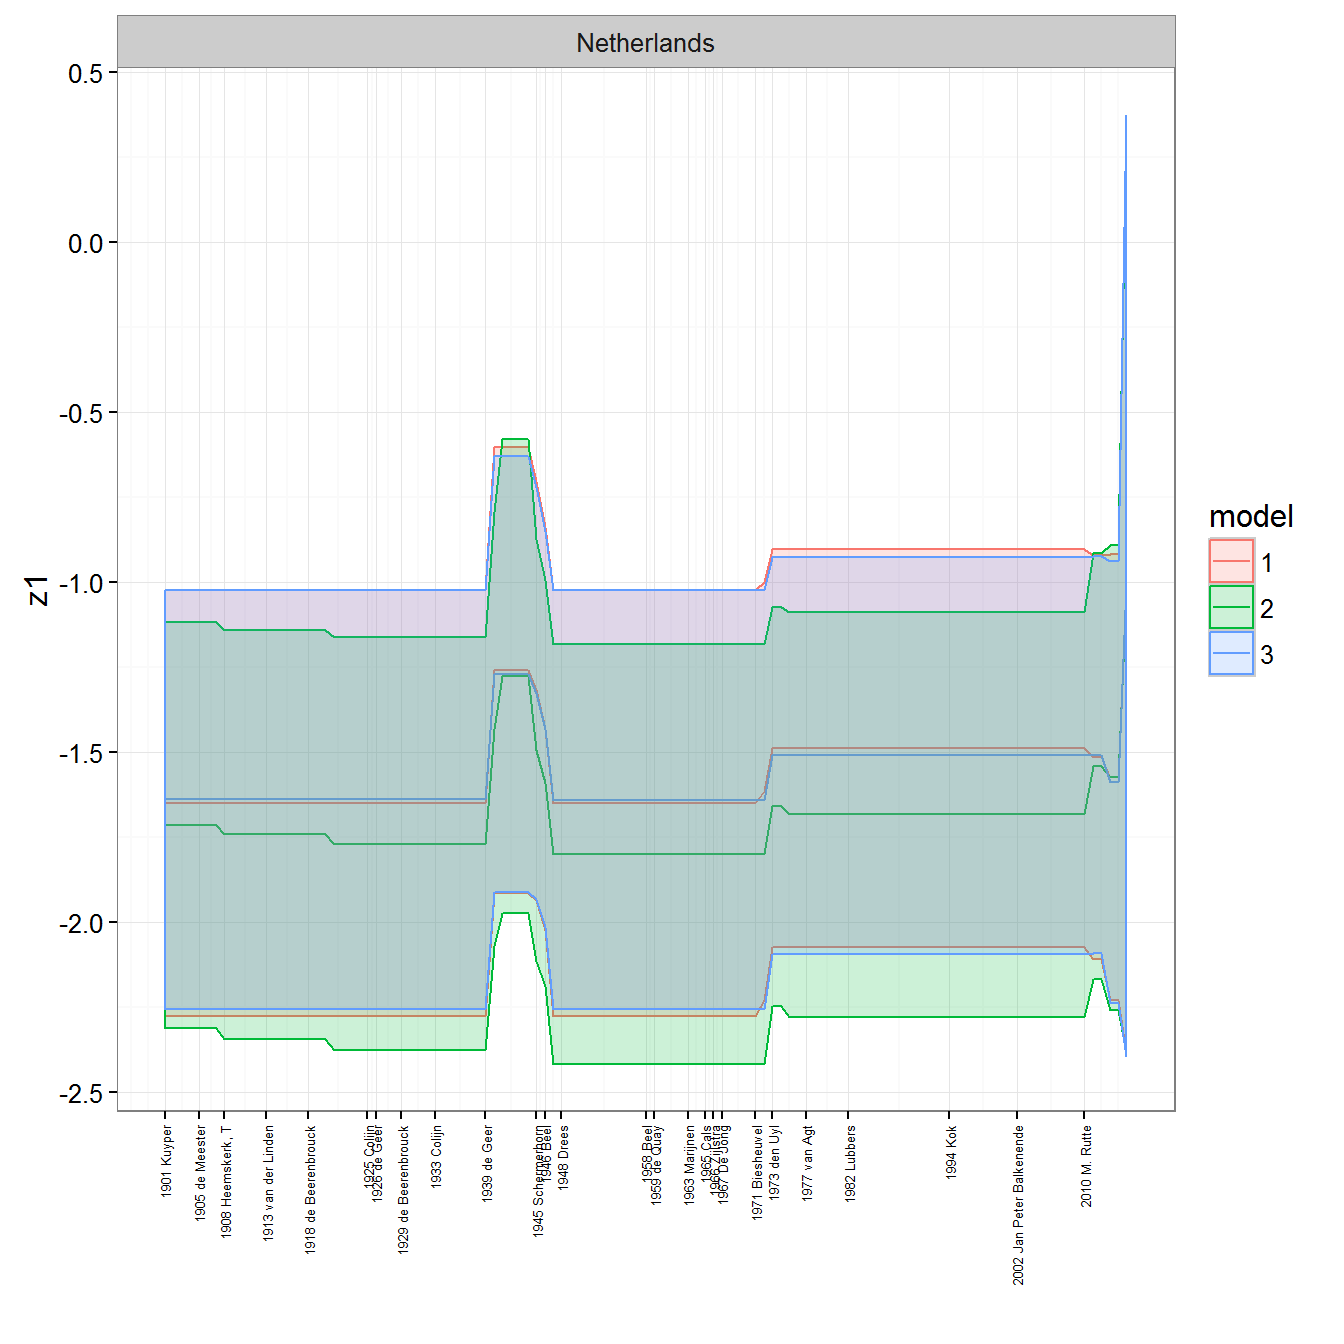 Netherlands
0.5
0.0
-0.5
-1.0
-1.5
-2.0
-2.5
z1
model
1
2
3
1901 Kuyper
1905 de Meester
1908 Heemskerk, T
1913 van der Linden
1918 de Beerenbrouck
1925 Colijn
1926 de Geer
1929 de Beerenbrouck
1933 Colijn
1939 de Geer
1945 Schermerhorn
1946 Beel
1948 Drees
1958 Beel
1959 de Quay
1963 Marijnen
1965 Cals
1966 Zijlstra
1967 De Jong
1971 Biesheuvel
1973 den Uyl
1977 van Agt
1982 Lubbers
1994 Kok
2002 Jan Peter Balkenende
2010 M. Rutte